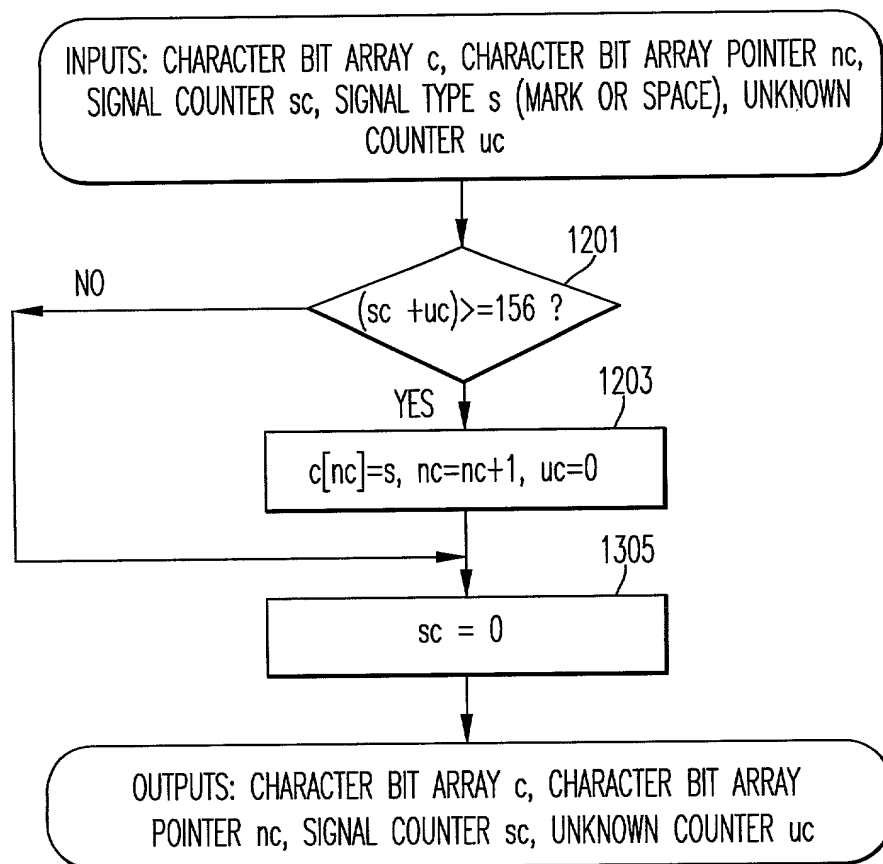 INPUTS: CHARACTER BIT ARRAY c, CHARACTER BIT ARRAY POINTER nc,
SIGNAL COUNTER sc, SIGNAL TYPE s (MARK OR SPACE), UNKNOWN
COUNTER uc
1201
NO
(sc +uc)>=156 ?
YES
1203
c[nc]=s, nc=nc+1, uc=0
1305
sc = 0
OUTPUTS: CHARACTER BIT ARRAY c, CHARACTER BIT ARRAY
POINTER nc, SIGNAL COUNTER sc, UNKNOWN COUNTER uc